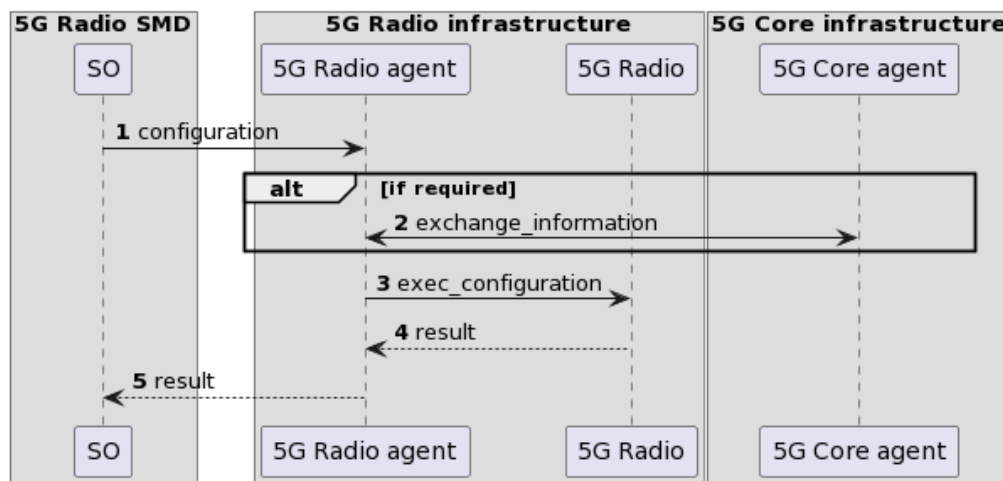 5G Radio SMD
5G Radio infrastructure
5G Core infrastructure
SO
5G Radio agent
5G Radio
5G Core agent
1 configuration
alt
[if required]
2 exchange_information
3 exec_configuration
4 result
5 result
SO
5G Radio agent
5G Radio
5G Core agent